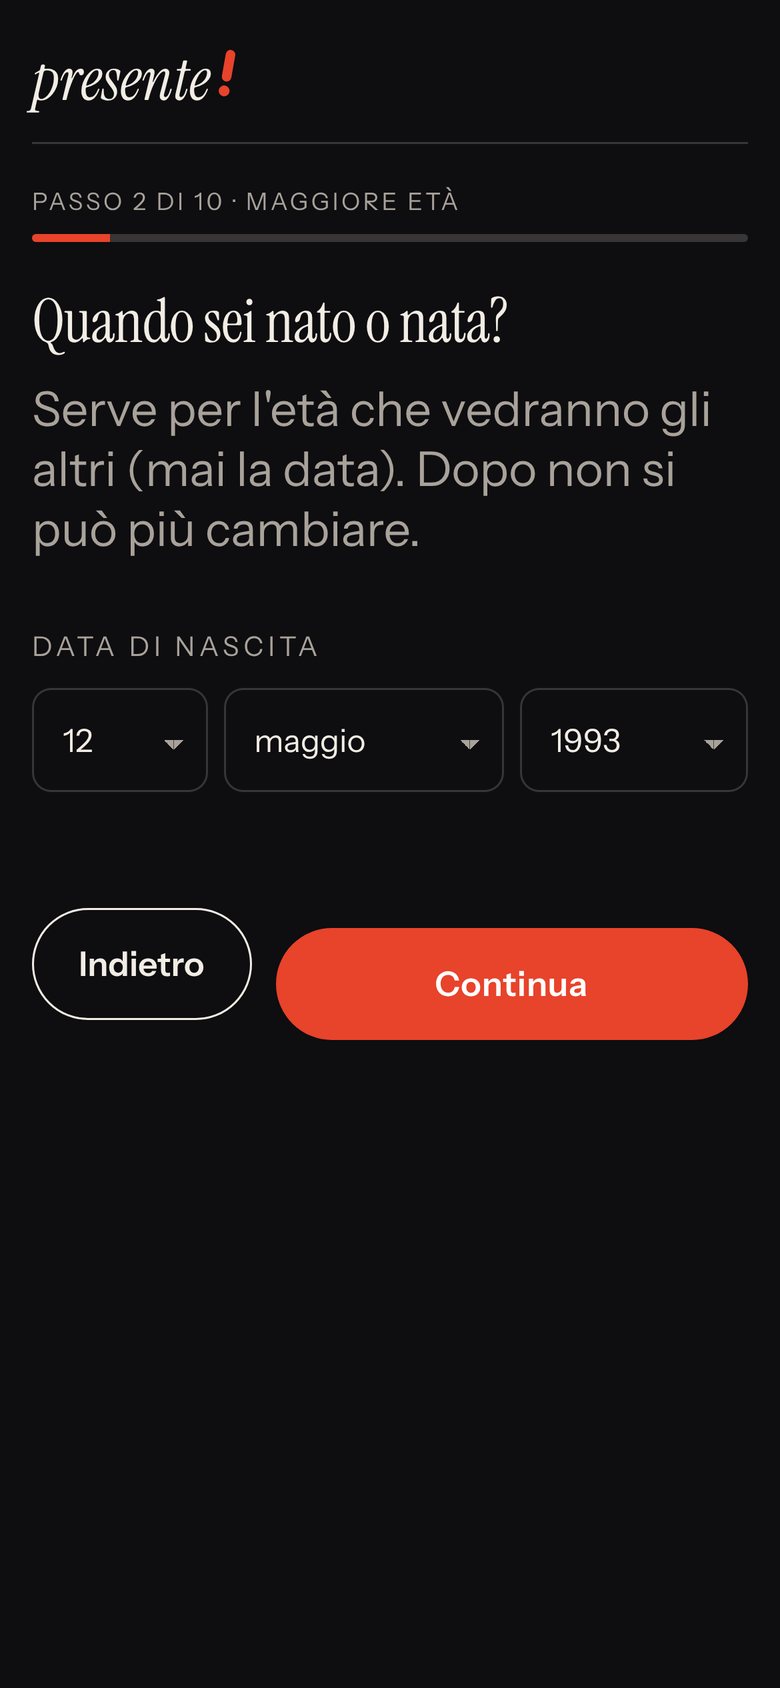 presente!
PASSO 2 DI 10 · MAGGIORE ETÀ
Quando sei nato o nata?
Serve per l'età che vedranno gli
altri (mai la data). Dopo non si
può più cambiare.
DATA DI NASCITA
12 maggio 1993
Indietro Continua